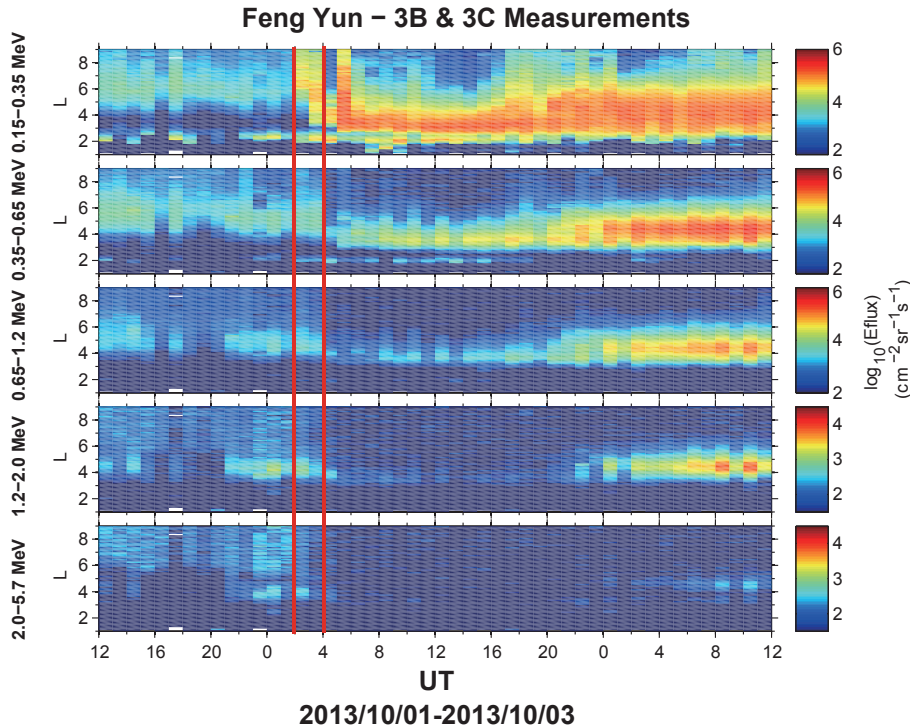 Feng Yun − 3B & 3C Measurements
0.15−0.35 MeV
L
8
6
4
2
6
4
2
0.35−0.65 MeV
L
8
6
4
2
6
4
2
0.65−1.2 MeV
L
8
6
4
2
6
4
2
log10(Eflux)
(cm−2sr−1s−1)
1.2−2.0 MeV
L
8
6
4
2
4
3
2
2.0−5.7 MeV
L
8
6
4
2
4
3
2
12 16 20 0 4 8 12 16 20 0 4 8 12
UT
2013/10/01-2013/10/03